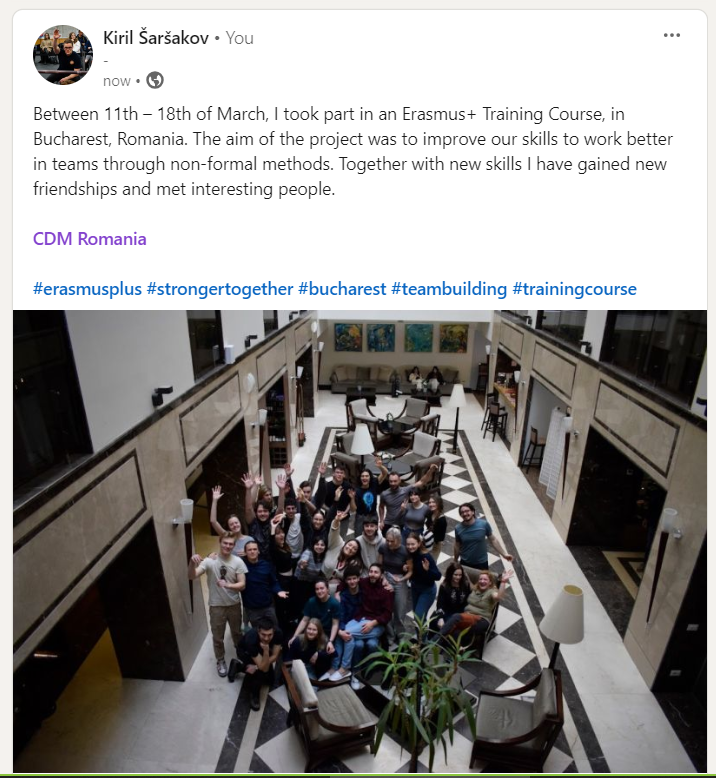 Kiril Šaršakov • You
-
now •
Between 11th – 18th of March, I took part in an Erasmus+ Training Course, in
Bucharest, Romania. The aim of the project was to improve our skills to work better
in teams through non-formal methods. Together with new skills I have gained new
friendships and met interesting people.
CDM Romania
#erasmusplus #strongertogether #bucharest #teambuilding #trainingcourse